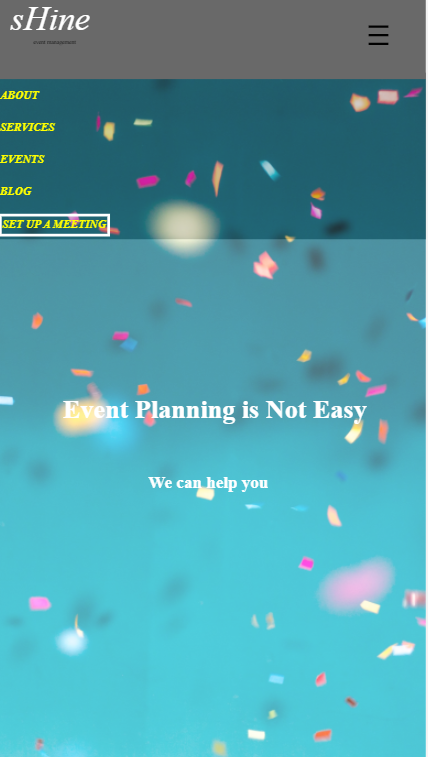 sHine
event management
ABOUT
SERVICES
EVENTS
BLOG
SET UP A MEETING
Event Planning is Not Easy
We can help you